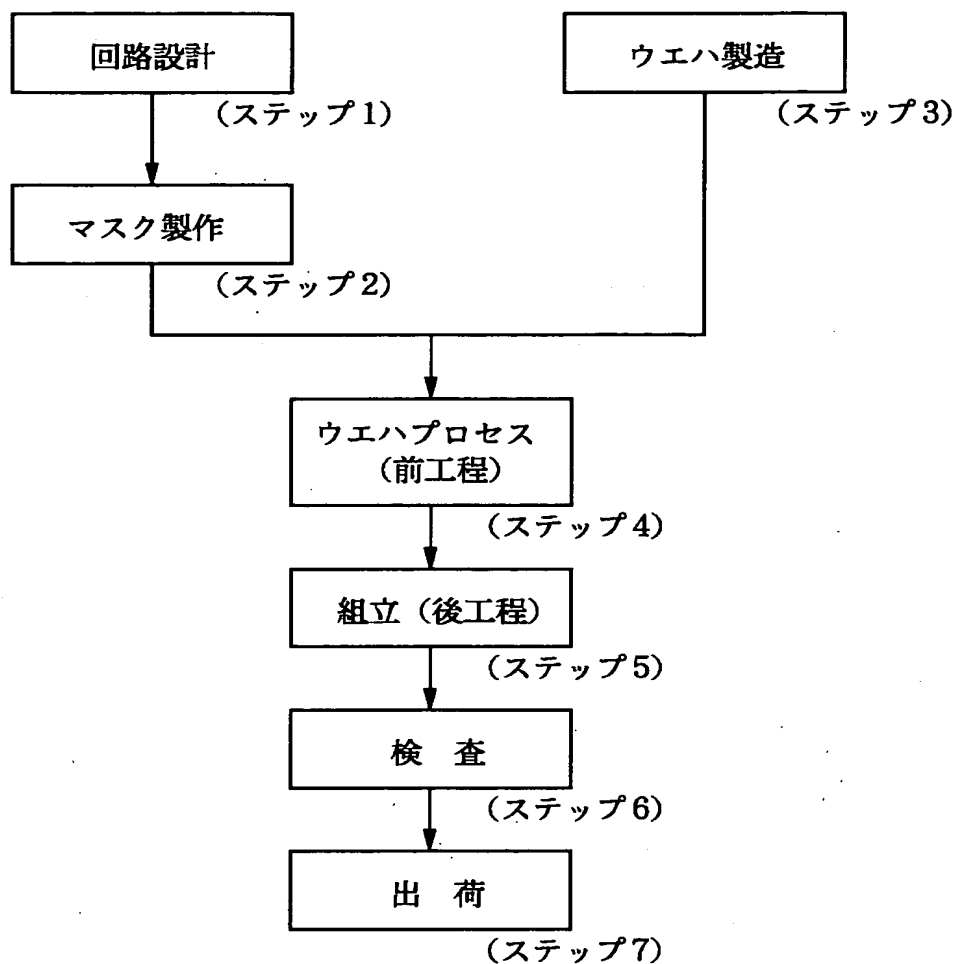 回路設計
(ステップ1)
ウエハ製造
(ステップ3)
マスク製作
(ステップ2)
ウエハプロセス
(前工程)
(ステップ4)
組立(後工程)
(ステップ5)
検 査
(ステップ6)
出 荷
(ステップ7)